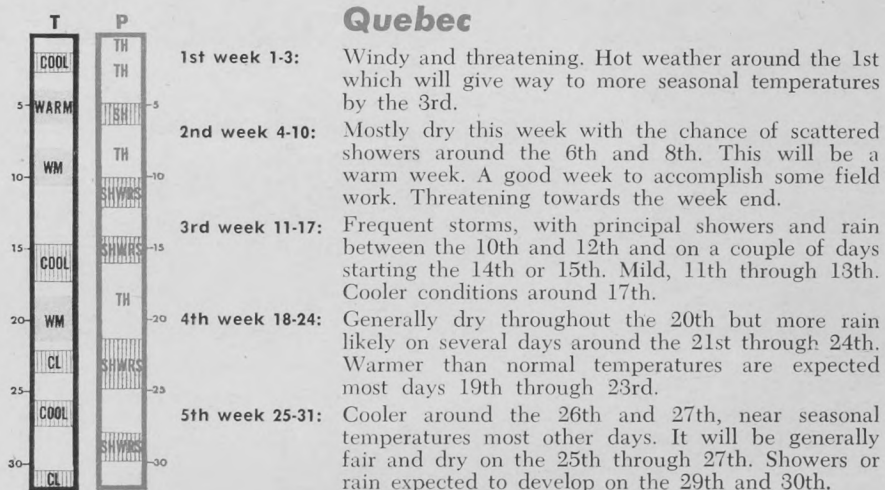 Quebec
T P
COOL
WARM
WM
COOL
WM
CL
COOL
CL
5
10
15
20
25
30
TH
TH
SH
TH
SHWRS
SHWRS
TH
SHWRS
SHWRS
5
10
15
20
25
30
1st week 1-3: Windy and threatening. Hot weather around the 1st
which will give way to more seasonal temperatures
by the 3rd.
2nd week 4-10: Mostly dry this week with the chance of scattered
showers around the 6th and 8th. This will be a
warm week. A good week to accomplish some field
work. Threatening towards the week end.
3rd week 11-17: Frequent storms, with principal showers and rain
between the 10th and 12th and on a couple of days
starting the 14th or 15th. Mild, 11th through 13th.
Cooler conditions around 17th.
4th week 18-24: Generally dry throughout the 20th but more rain
likely on several days around the 21st through 24th.
Warmer than normal temperatures are expected
most days 19th through 23rd.
5th week 25-31: Cooler around the 26th and 27th, near seasonal
temperatures most other days. It will be generally
fair and dry on the 25th through 27th. Showers or
rain expected to develop on the 29th and 30th.